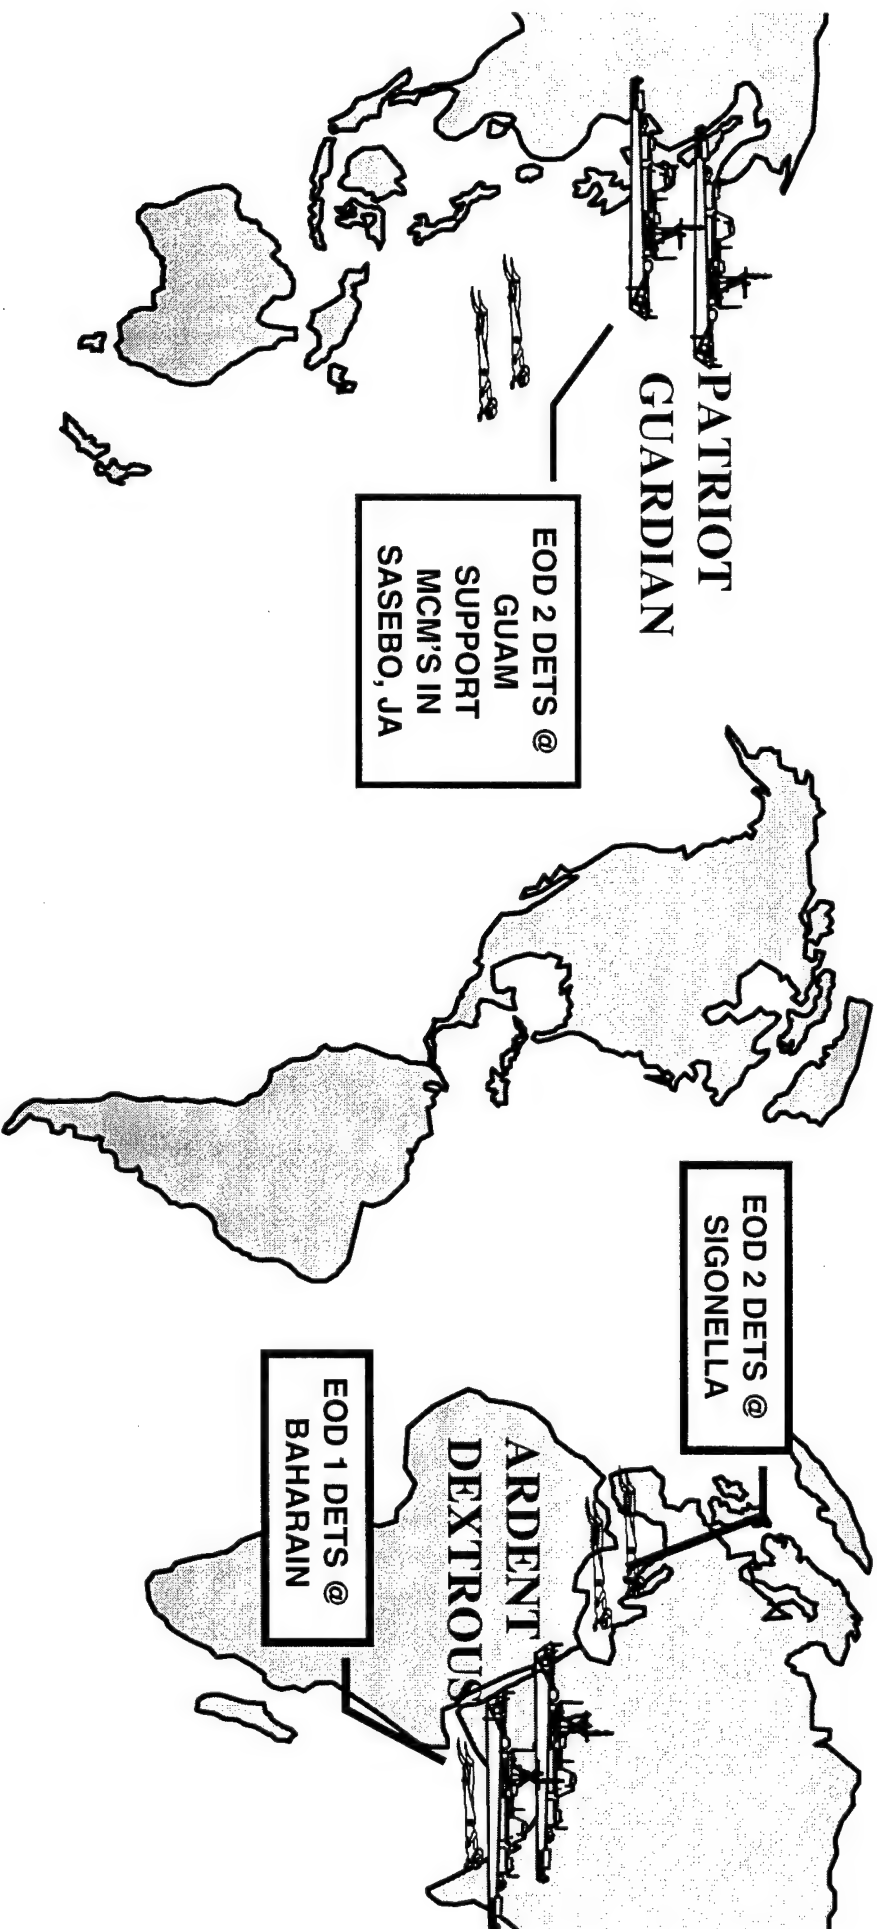 PATRIOT
GUARDIAN
EOD 2 DETS @
GUAM
SUPPORT
MCM'S IN
SASEBO, JA
EOD 2 DETS @
SIGONELLA
ARDENT
DEXTROUS
EOD 1 DETS @
BAHARAIN